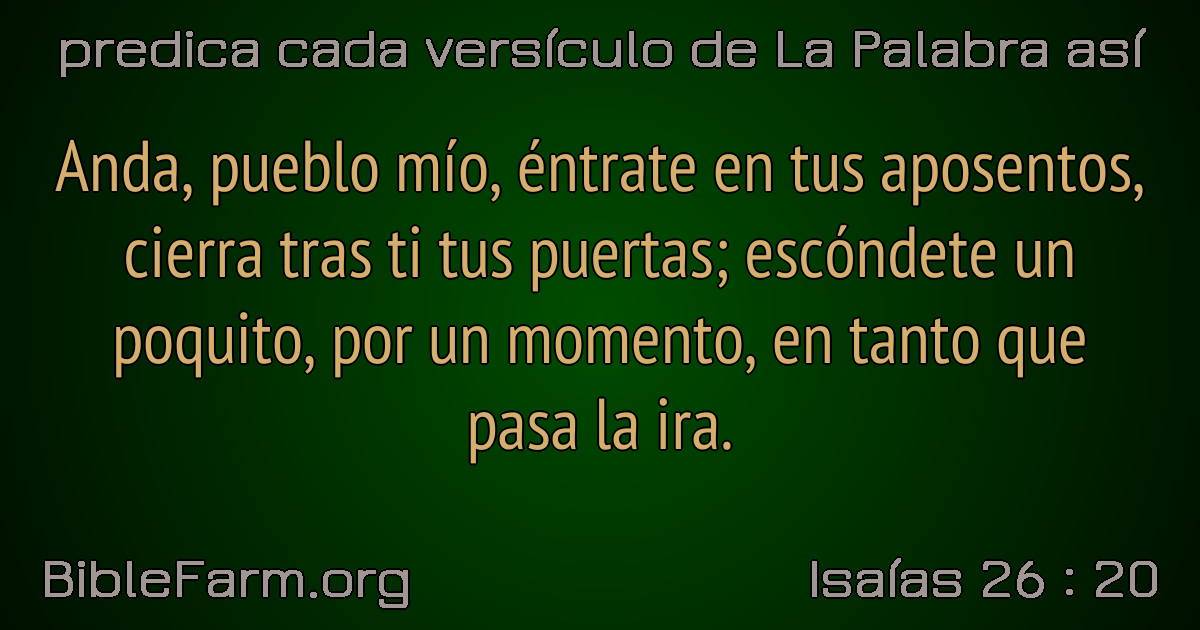 predica cada versículo de La Palabra así
Anda, pueblo mío, éntrate en tus aposentos,
cierra tras ti tus puertas; escóndete un
poquito, por un momento, en tanto que
pasa la ira.
BibleFarm.org
Isaías 26 : 20